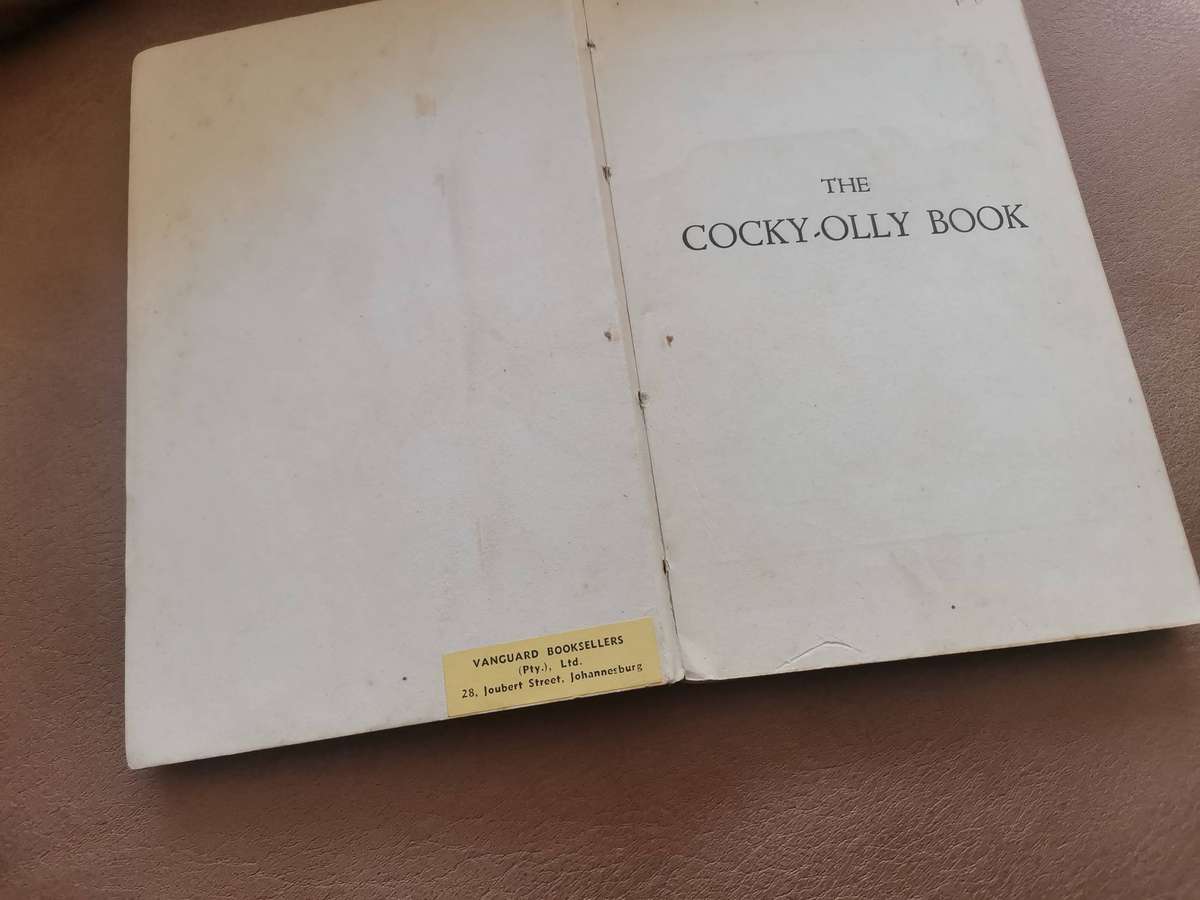 THE
COCKY-OLLY BOOK
VANGUARD BOOKSELLERS
(Pty.), Ltd.
28, Joubert Street, Johannesburg